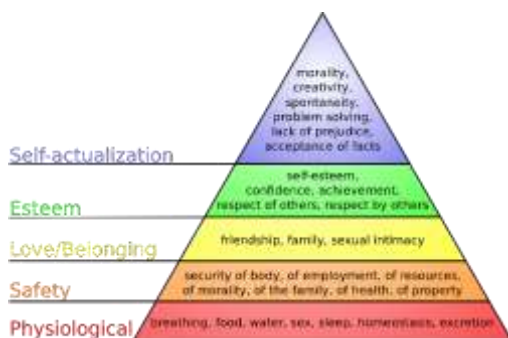 morality,
creativity,
spontaneity,
problem solving,
lack of prejudice,
acceptance of facts
Self-actualization
self-esteem,
confidence, achievement,
respect of others, respect by others
Esteem
friendship, family, sexual intimacy
Love/Belonging
security of body, of employment, of resources,
of morality, of the family, of health, of property
Safety
breathing, food, water, sex, sleep, homeostasis, excretion
Physiological